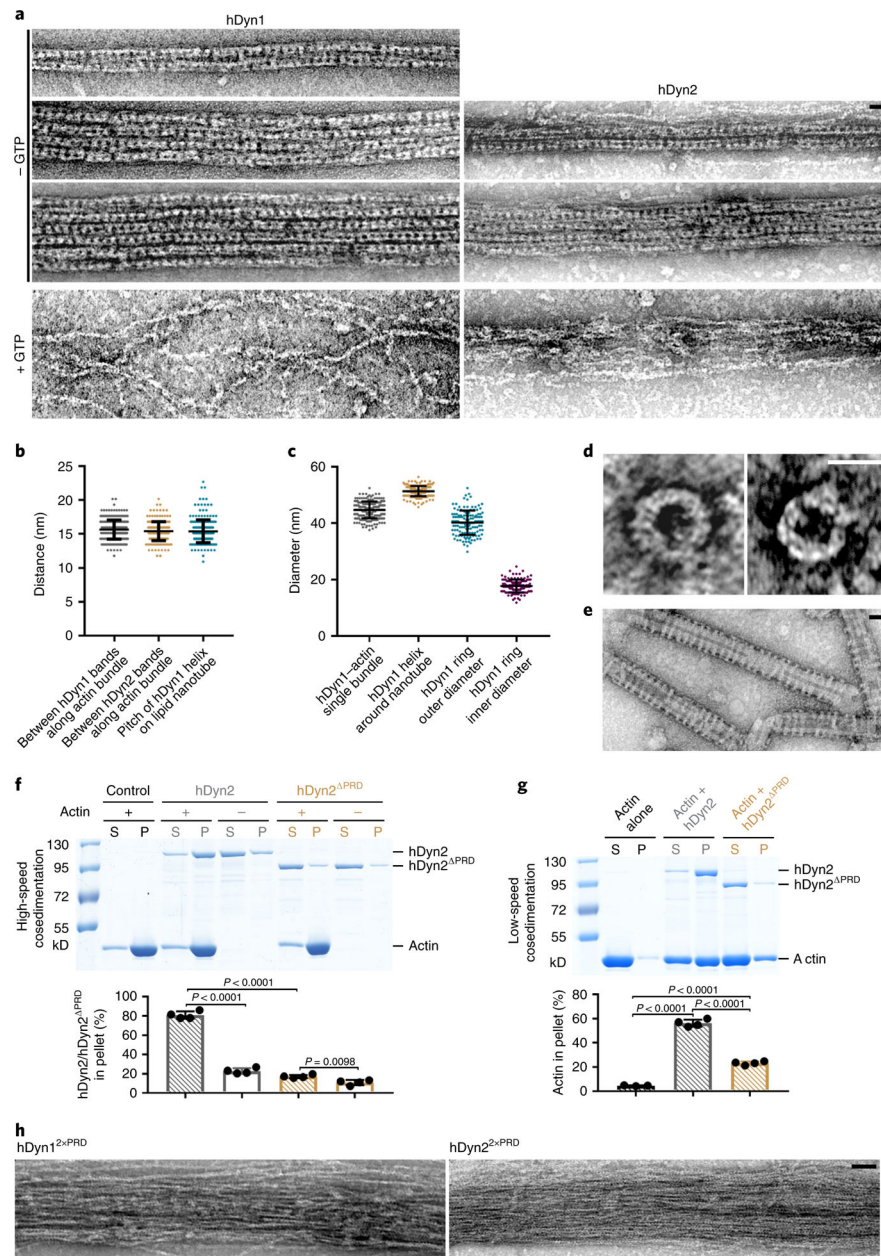 a
hDyn1
hDyn2
– GTP
+ GTP
b
25
20
15
10
5
0
Distance (nm)
Between hDyn1 bands
along actin bundle
Between hDyn2 bands
along actin bundle
Pitch of hDyn1 helix
on lipid nanotube
c
60
40
20
0
Diameter (nm)
hDyn1–actin
single bundle
hDyn1 helix
around nanotube
hDyn1 ring
outer diameter
hDyn1 ring
inner diameter
d
e
f
Control hDyn2 hDyn2ΔPRD
Actin + + – + –
S P S P S P S P S P
130
95
72
55
kD
High-speed
cosedimentation
hDyn2
hDyn2ΔPRD
Actin
100
80
60
40
20
0
hDyn2/hDyn2ΔPRD
in pellet (%)
P < 0.0001
P < 0.0001
P = 0.0098
g
Actin
alone
Actin +
hDyn2
Actin +
hDyn2ΔPRD
S P S P S P
130
95
72
55
kD
Low-speed
cosedimentation
hDyn2
hDyn2ΔPRD
A ctin
80
60
40
20
0
Actin in pellet (%)
P < 0.0001
P < 0.0001
P < 0.0001
h
hDyn12×PRD
hDyn22×PRD